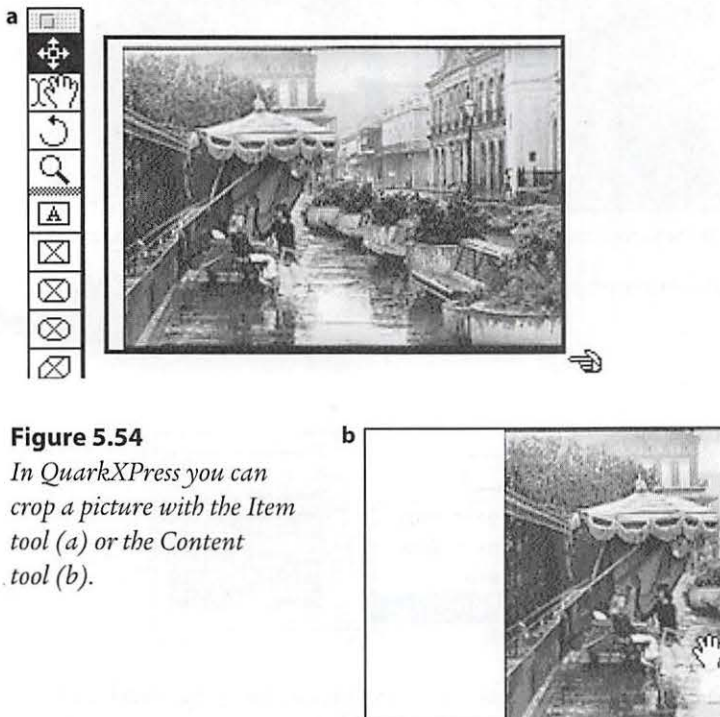 a
A
Figure 5.54
In QuarkXPress you can
crop a picture with the Item
tool (a) or the Content
tool (b).
b